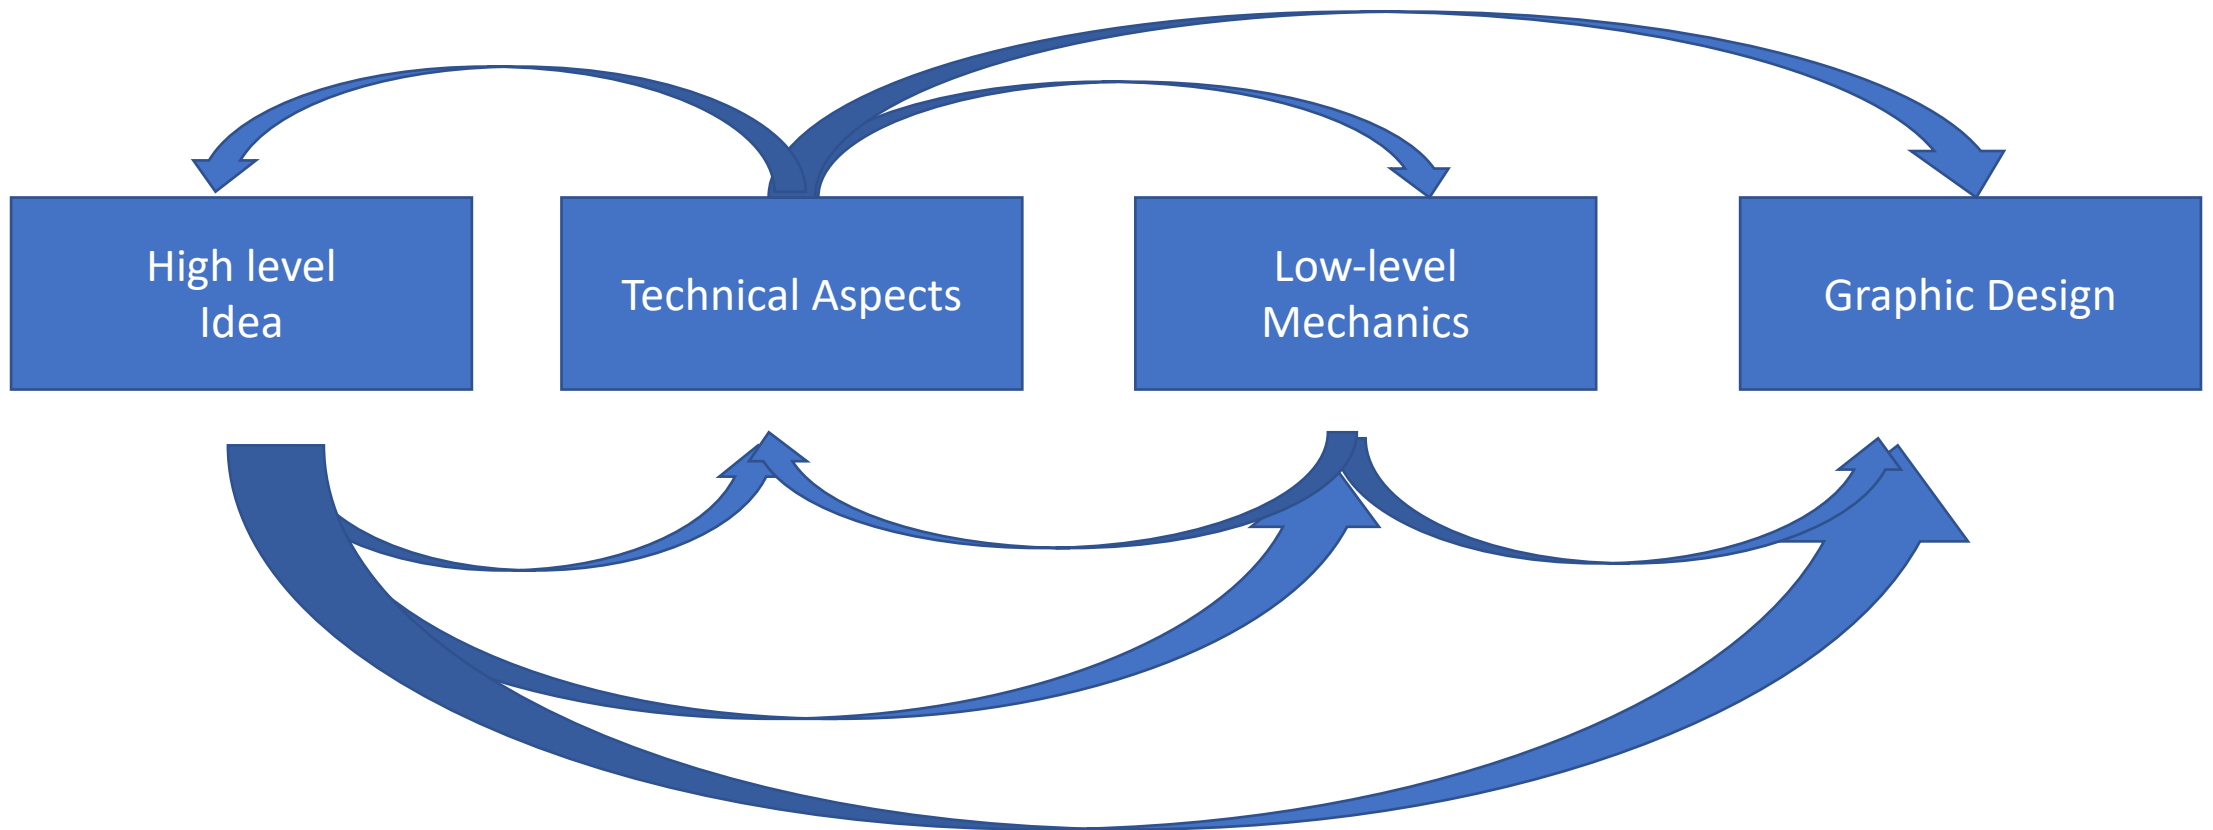 High level
Idea
Technical Aspects
Low-level
Mechanics
Graphic Design